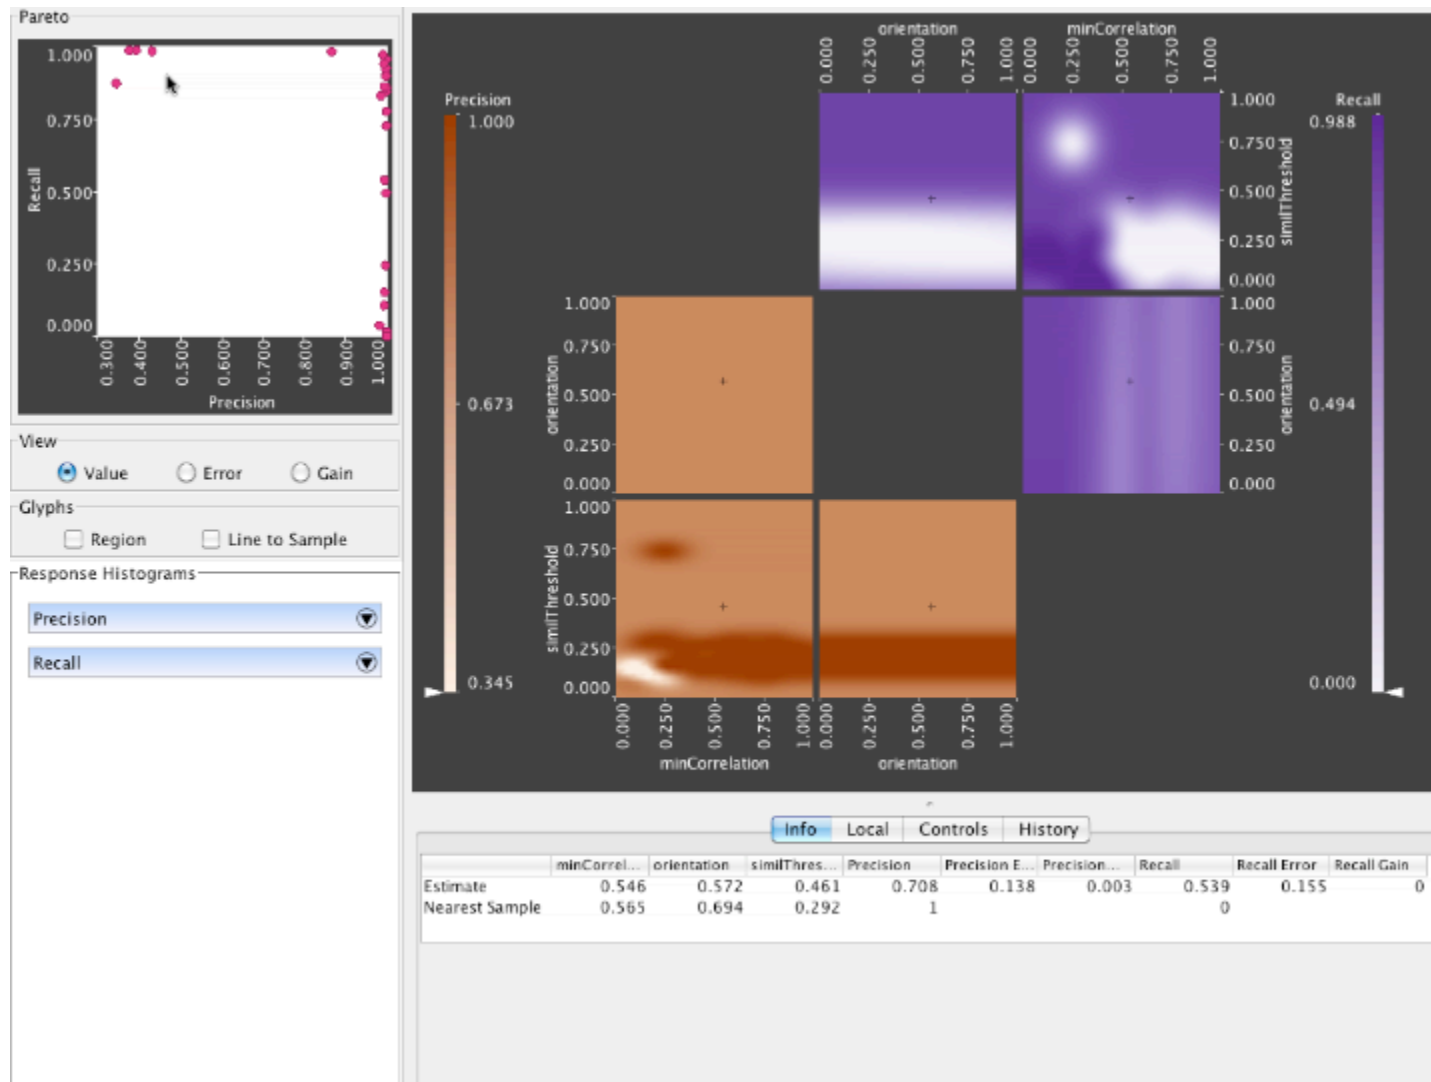 Pareto
1.000
0.750
0.500
0.250
0.000
Recall
0.300
0.400
0.500
0.600
0.700
0.800
0.900
1.000
Precision
View
Value Error Gain
Glyphs
Region Line to Sample
Response Histograms
Precision
Recall
orientation minCorrelation
0.000 0.250 0.500 0.750 1.000 0.000 0.250 0.500 0.750 1.000
Precision
1.000
0.673
0.345
1.000
0.750
0.500
0.250
0.000
similThreshold
Recall
0.988
0.494
0.000
1.000
0.750
0.500
0.250
0.000
orientation
1.000
0.750
0.500
0.250
0.000
orientation
1.000
0.750
0.500
0.250
0.000
similThreshold
0.000 0.250 0.500 0.750 1.000 0.000 0.250 0.500 0.750 1.000
minCorrelation orientation
Info Local Controls History
minCorrel... orientation similThres... Precision Precision E... Precision... Recall Recall Error Recall Gain
Estimate 0.546 0.572 0.461 0.708 0.138 0.003 0.539 0.155 0
Nearest Sample 0.565 0.694 0.292 1 0